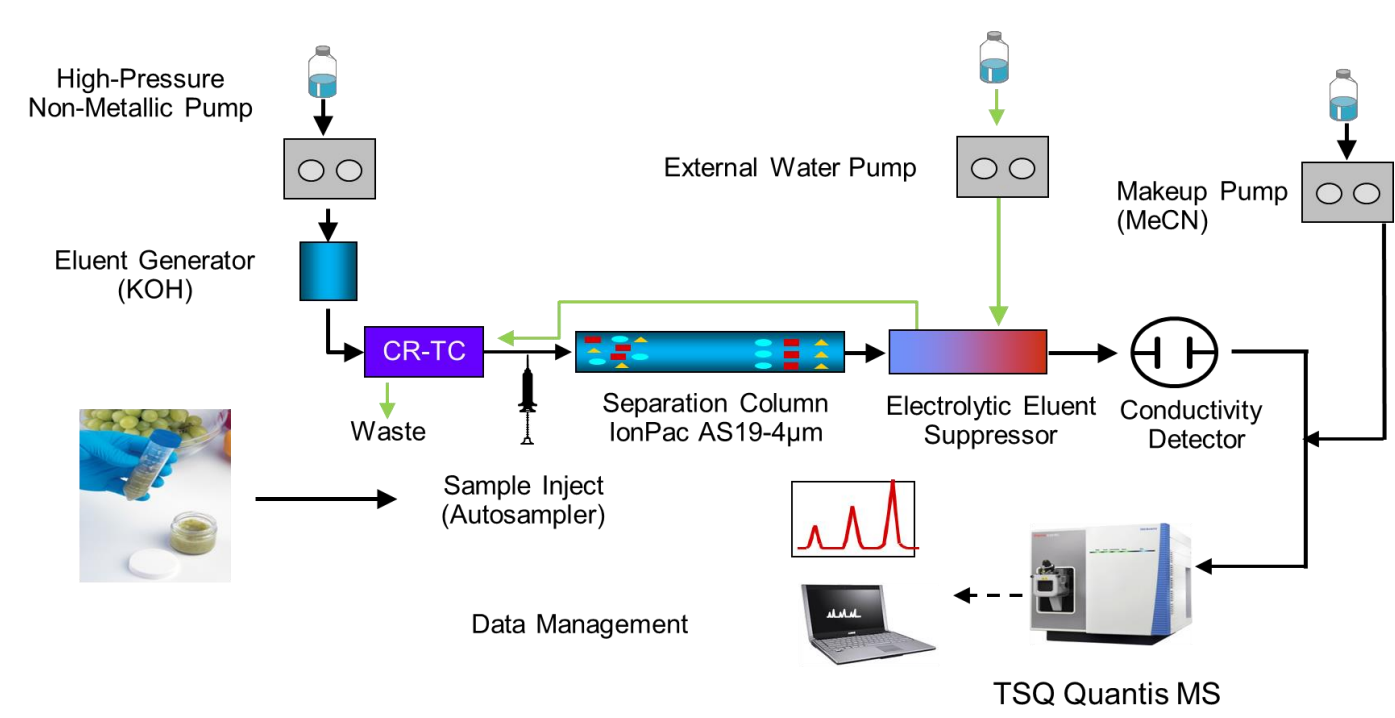 High-Pressure
Non-Metallic Pump
External Water Pump
Makeup Pump
(MeCN)
Eluent Generator
(KOH)
CR-TC
Waste
Separation Column
IonPac AS19-4µm
Electrolytic Eluent
Suppressor
Conductivity
Detector
Sample Inject
(Autosampler)
Data Management
TSQ Quantis MS